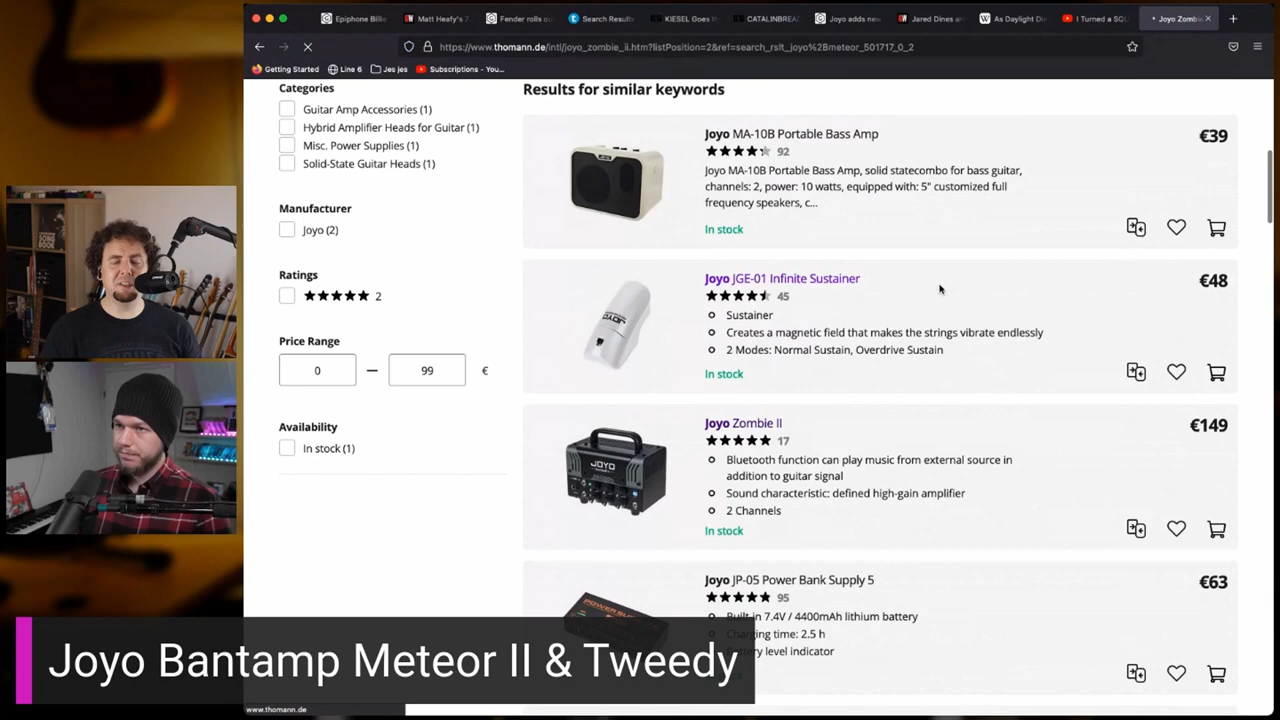 Epiphone Billie
Matt Heafy's 7
Fender rolls ou
Search Results
KIESEL Goes th
CATALINBREAD
Joyo adds new
Jared Dines an
As Daylight Die
I Turned a SQU
Joyo Zombi
https://www.thomann.de/intl/joyo_zombie_ii.htm?listPosition=2&ref=search_rslt_joyo%2Bmeteor_501717_0_2
Getting Started
Line 6
Jes jes
Subscriptions - You...
Categories
Guitar Amp Accessories (1)
Hybrid Amplifier Heads for Guitar (1)
Misc. Power Supplies (1)
Solid-State Guitar Heads (1)
Manufacturer
Joyo (2)
Ratings
2
Price Range
0 — 99 €
Availability
In stock (1)
Results for similar keywords
Joyo MA-10B Portable Bass Amp
€39
92
Joyo MA-10B Portable Bass Amp, solid statecombo for bass guitar,
channels: 2, power: 10 watts, equipped with: 5" customized full
frequency speakers, c...
In stock
Joyo JGE-01 Infinite Sustainer
€48
45
Sustainer
Creates a magnetic field that makes the strings vibrate endlessly
2 Modes: Normal Sustain, Overdrive Sustain
In stock
JOYO
Joyo Zombie II
€149
17
Bluetooth function can play music from external source in
addition to guitar signal
Sound characteristic: defined high-gain amplifier
2 Channels
In stock
JOYO
Joyo JP-05 Power Bank Supply 5
€63
95
Built in 7.4V / 4400mAh lithium battery
Charging time: 2.5 h
level indicator
POWER
Joyo Bantamp Meteor II & Tweedy
www.thomann.de